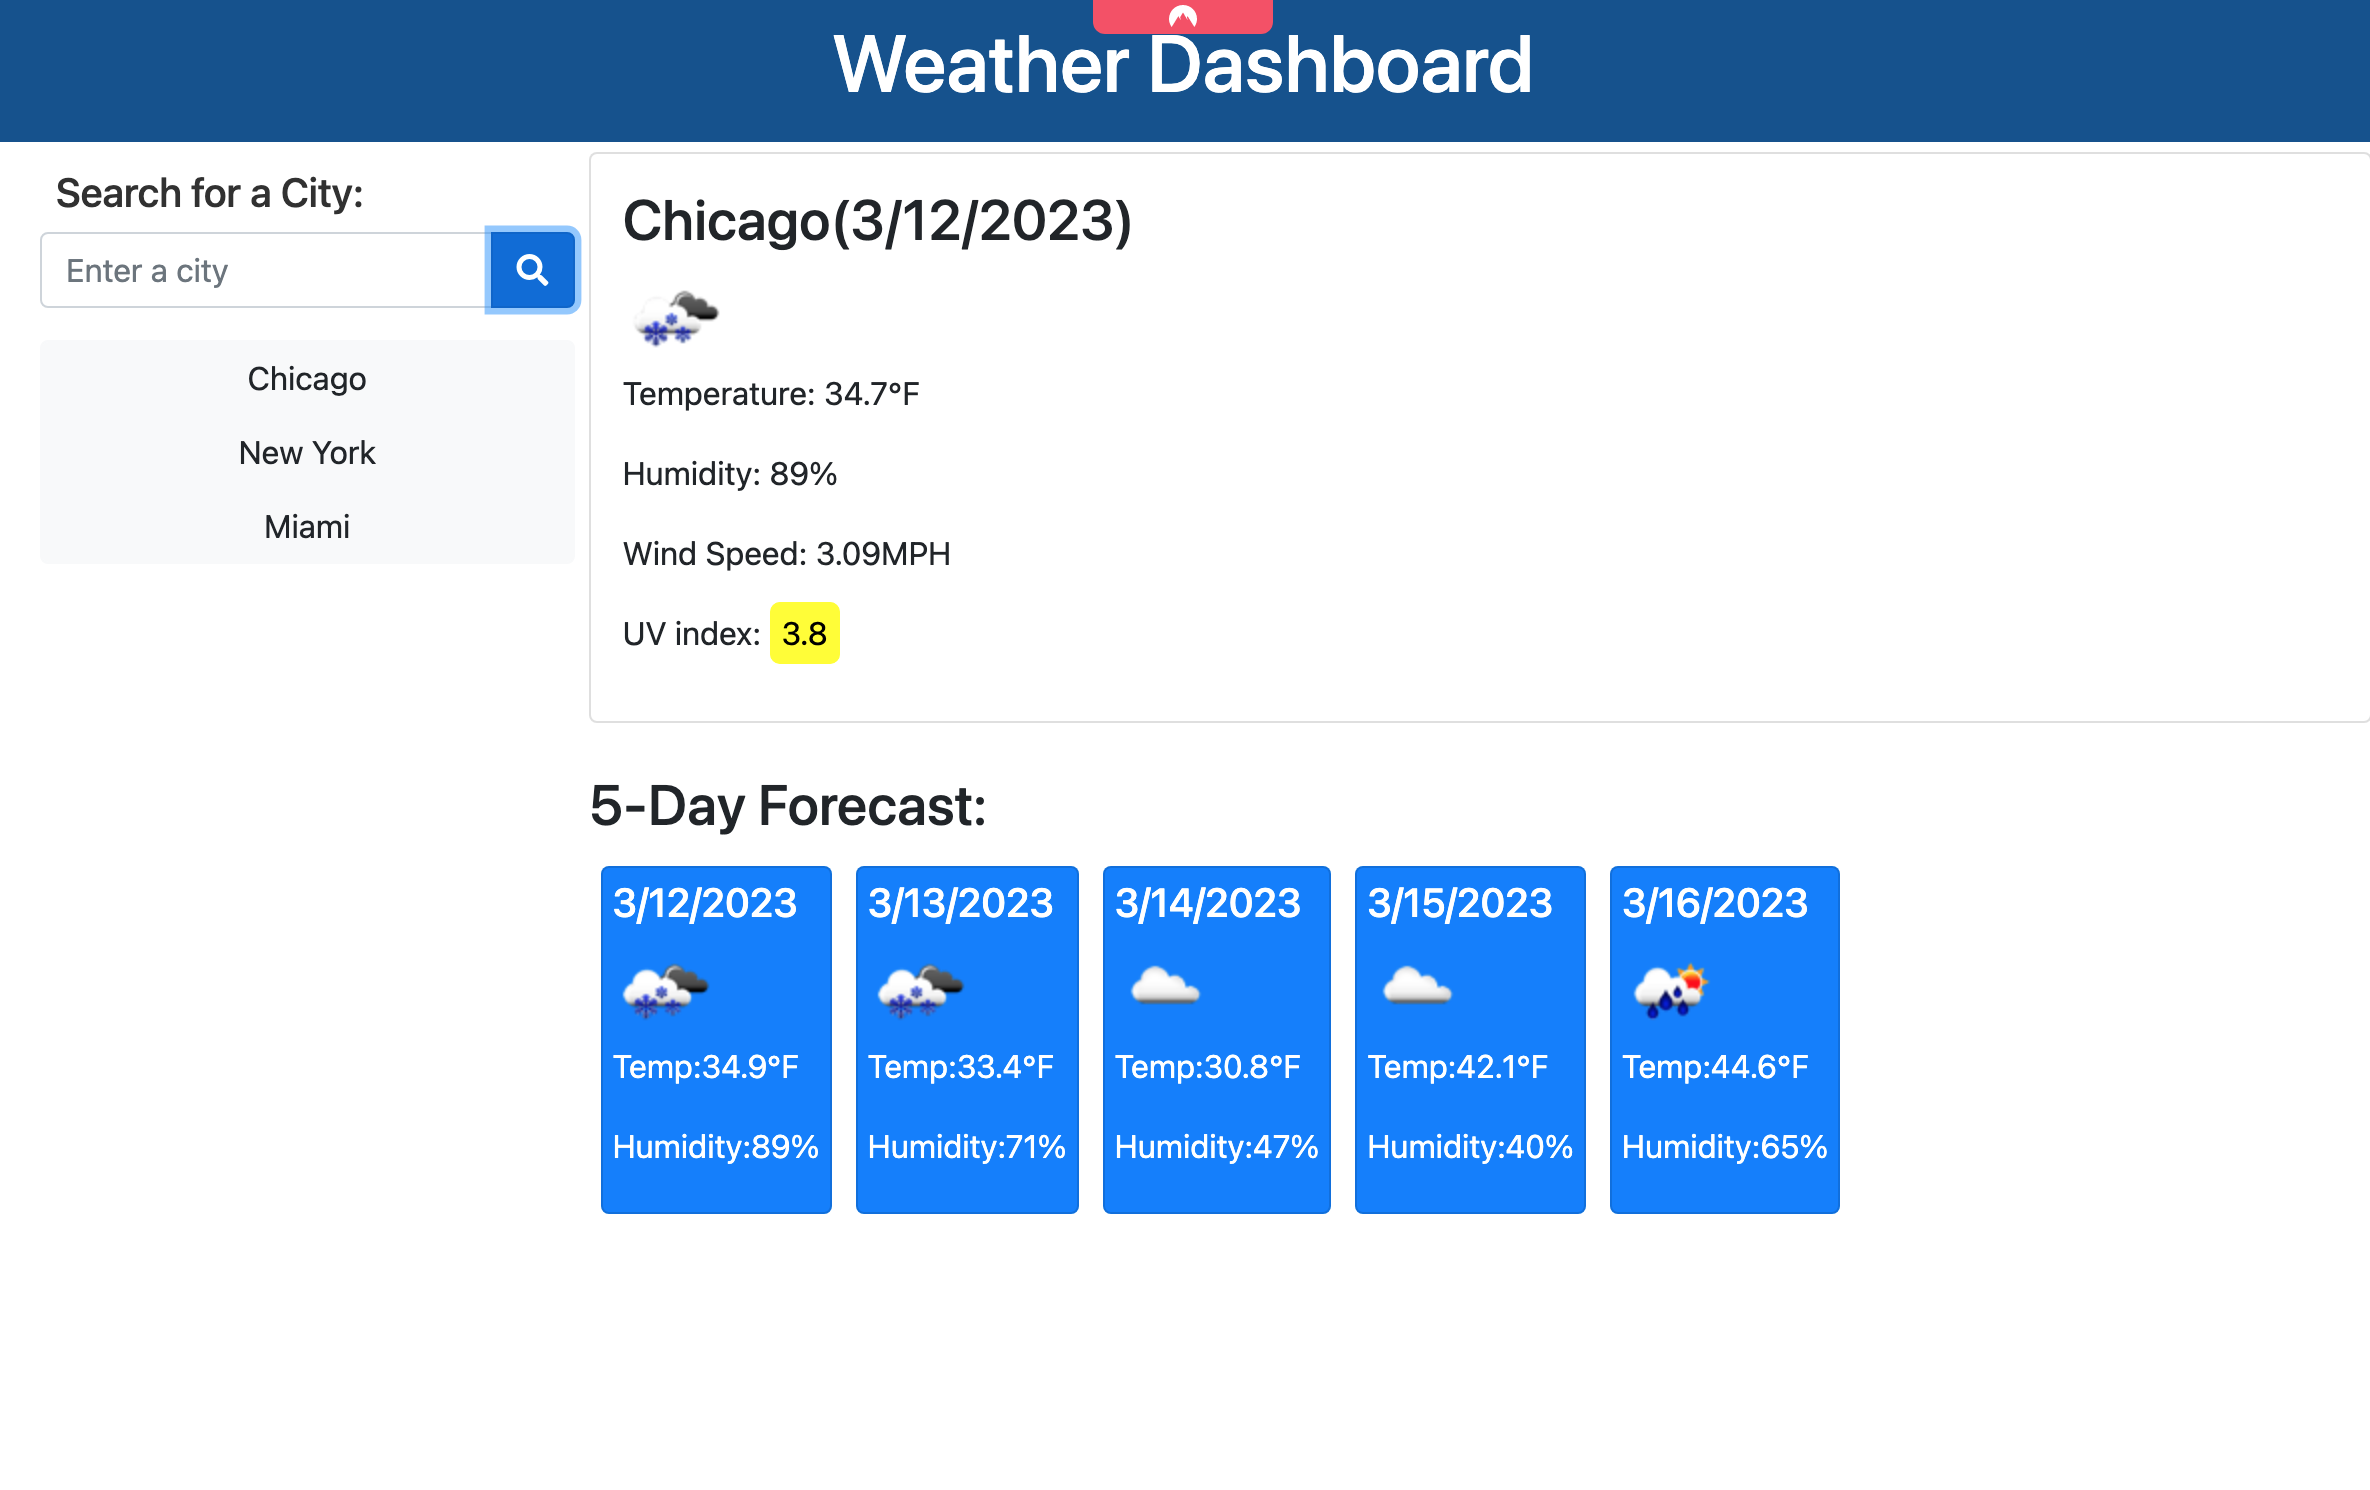 Weather Dashboard
Search for a City:
Enter a city
Chicago
New York
Miami
Chicago(3/12/2023)
Temperature: 34.7°F
Humidity: 89%
Wind Speed: 3.09MPH
UV index: 3.8
5-Day Forecast:
3/12/2023
Temp:34.9°F
Humidity:89%
3/13/2023
Temp:33.4°F
Humidity:71%
3/14/2023
Temp:30.8°F
Humidity:47%
3/15/2023
Temp:42.1°F
Humidity:40%
3/16/2023
Temp:44.6°F
Humidity:65%